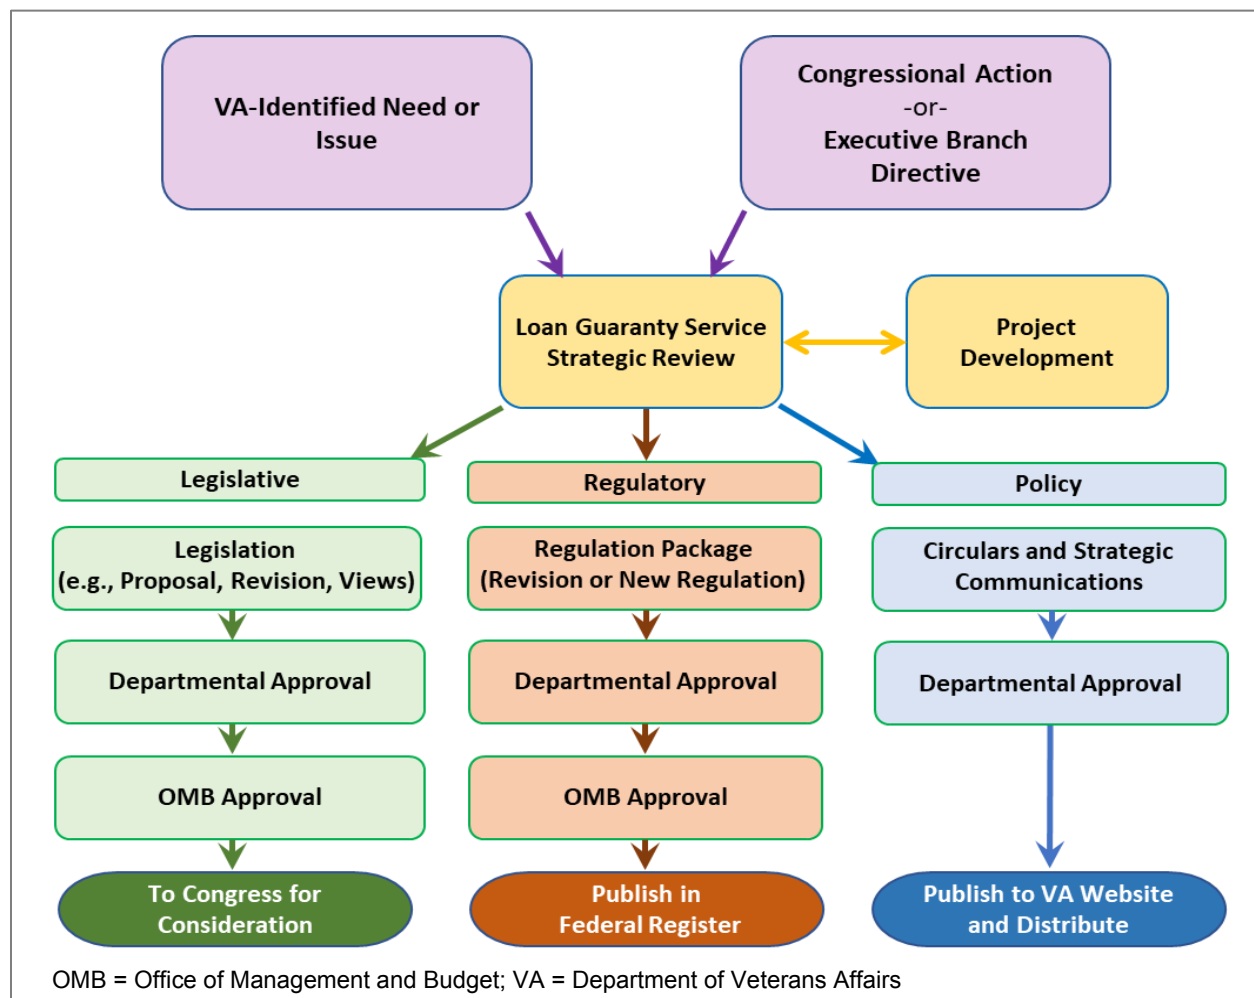 VA-Identified Need or
Issue
Congressional Action
-or-
Executive Branch
Directive
Loan Guaranty Service
Strategic Review
Project
Development
Legislative
Regulatory
Policy
Legislation
(e.g., Proposal, Revision, Views)
Regulation Package
(Revision or New Regulation)
Circulars and Strategic
Communications
Departmental Approval
Departmental Approval
Departmental Approval
OMB Approval
OMB Approval
To Congress for
Consideration
Publish in
Federal Register
Publish to VA Website
and Distribute
OMB = Office of Management and Budget; VA = Department of Veterans Affairs